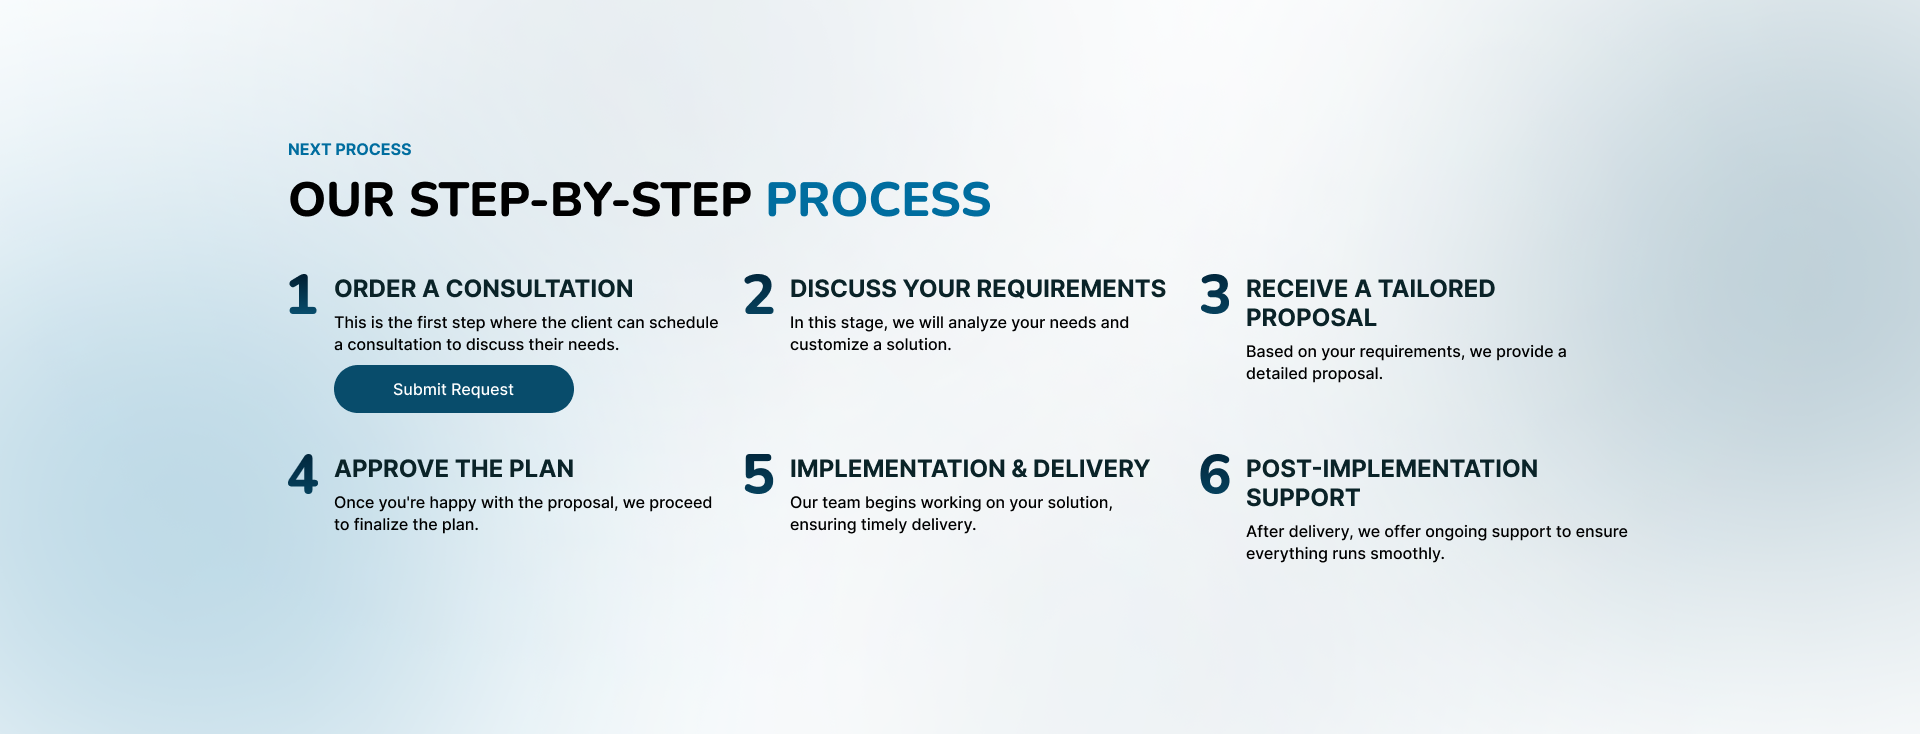 NEXT PROCESS
OUR STEP-BY-STEP PROCESS
1
ORDER A CONSULTATION
This is the first step where the client can schedule
a consultation to discuss their needs.
Submit Request
2
DISCUSS YOUR REQUIREMENTS
In this stage, we will analyze your needs and
customize a solution.
3
RECEIVE A TAILORED
PROPOSAL
Based on your requirements, we provide a
detailed proposal.
4
APPROVE THE PLAN
Once you're happy with the proposal, we proceed
to finalize the plan.
5
IMPLEMENTATION & DELIVERY
Our team begins working on your solution,
ensuring timely delivery.
6
POST-IMPLEMENTATION
SUPPORT
After delivery, we offer ongoing support to ensure
everything runs smoothly.